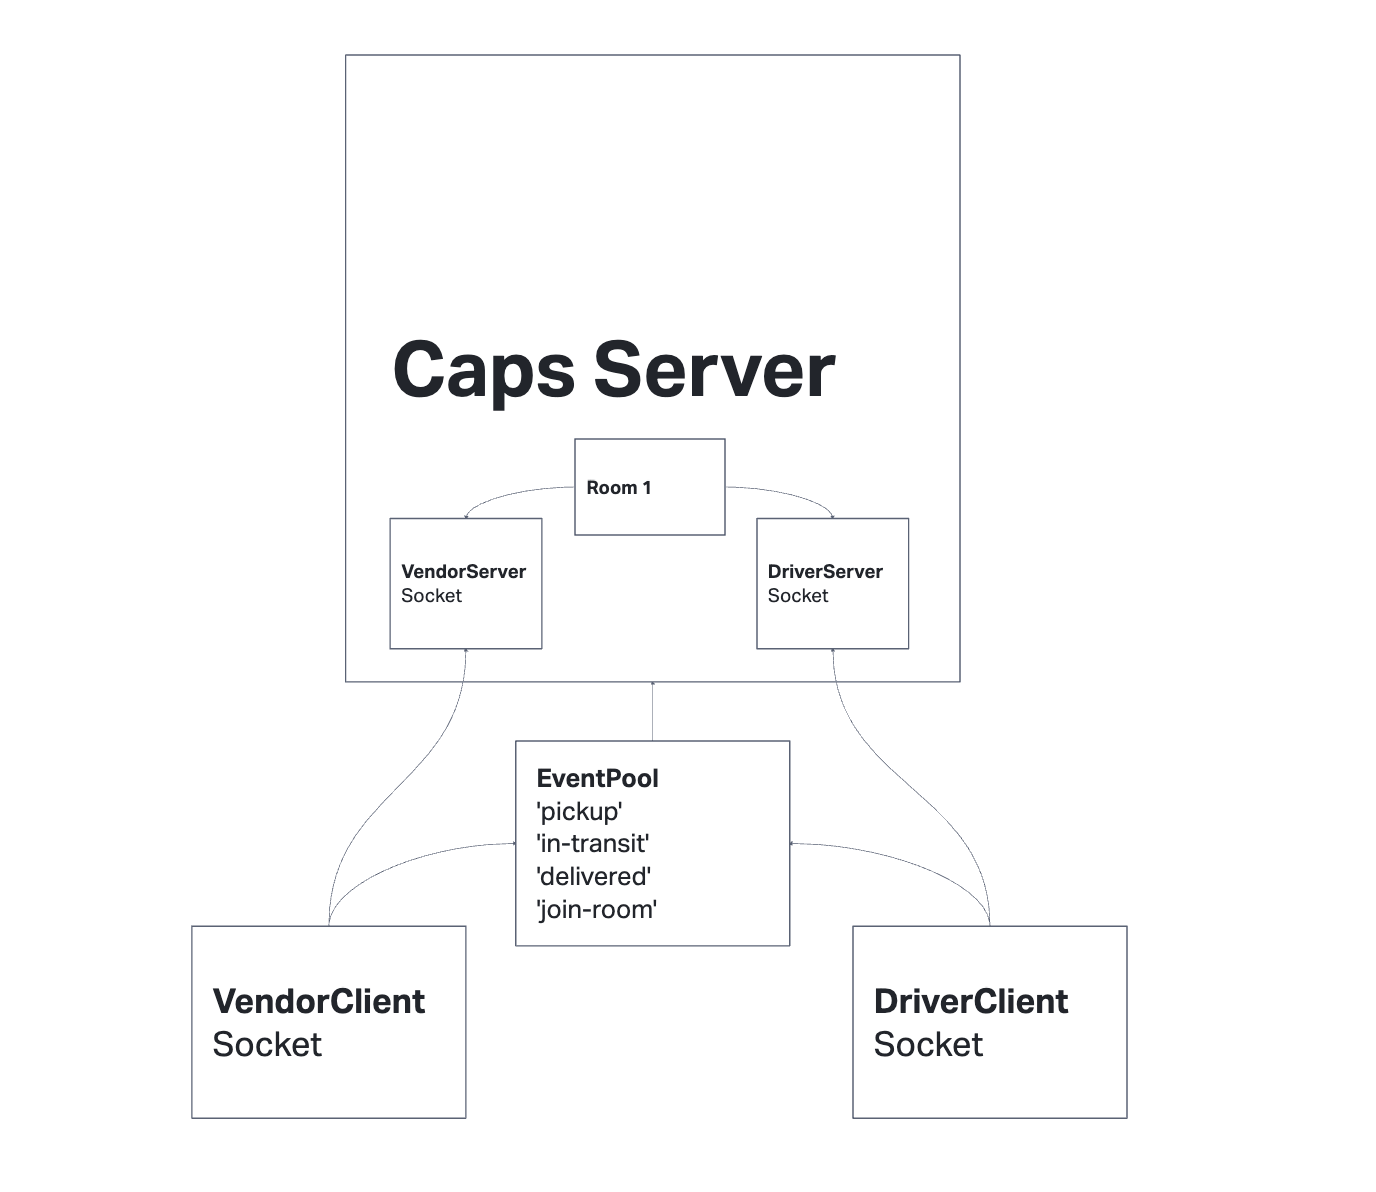 Caps Server
Room 1
VendorServer
Socket
DriverServer
Socket
EventPool
'pickup'
'in-transit'
'delivered'
'join-room'
VendorClient
Socket
DriverClient
Socket